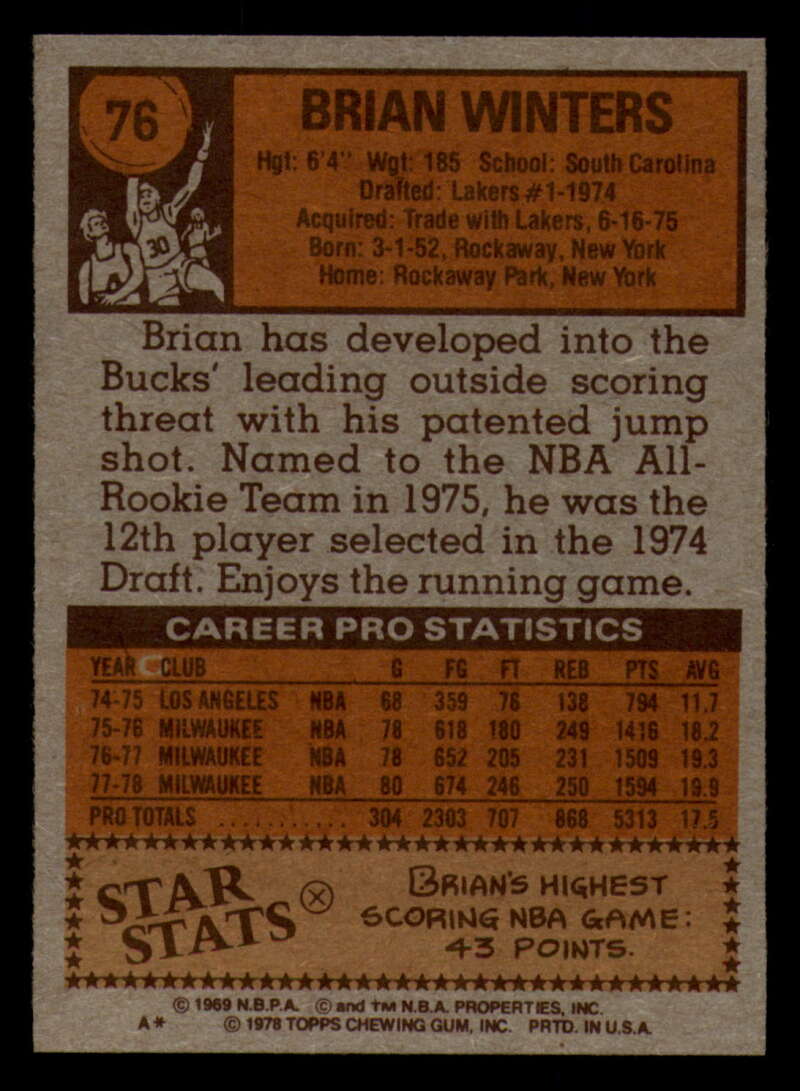 76
30
BRIAN WINTERS
Hgt: 6'4" Wgt: 185 School: South Carolina
Drafted: Lakers #1-1974
Acquired: Trade with Lakers, 6-16-75
Born: 3-1-52, Rockaway, New York
Home: Rockaway Park, New York
Brian has developed into the
Bucks' leading outside scoring
threat with his patented jump
shot. Named to the NBA All-
Rookie Team in 1975, he was the
12th player selected in the 1974
Draft. Enjoys the running game.
CAREER PRO STATISTICS
YEAR CLUB G FG FT REB PTS AVG
74-75 LOS ANGELES NBA 68 359 76 138 794 11.7
75-76 MILWAUKEE NBA 78 618 180 249 1416 18.2
76-77 MILWAUKEE NBA 78 652 205 231 1509 19.3
77-78 MILWAUKEE NBA 80 674 246 250 1594 19.9
PRO TOTALS ........... 304 2303 707 868 5313 17.5
STAR STATS
BRIAN'S HIGHEST
SCORING NBA GAME:
43 POINTS.
© 1969 N.B.P.A. © and TM N.B.A. PROPERTIES, INC.
A* © 1978 TOPPS CHEWING GUM, INC. PRTD. IN U.S.A.